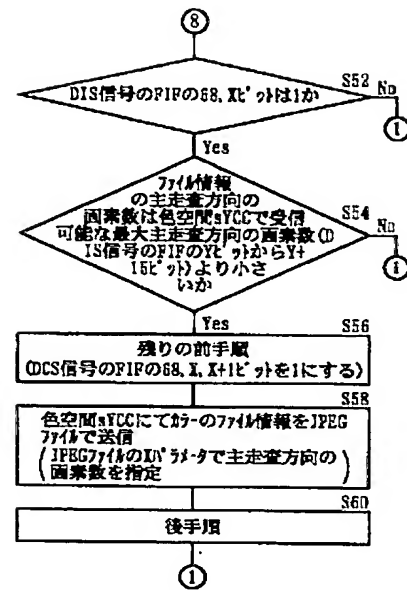 8
S52
DIS信号のFIFの68, Xビットは1か
No
1
Yes
ファイル情報
の主走査方向の
画素数は色空間sYCCで受信
可能な最大主走査方向の画素数(D
IS信号のFIFのYビットからY+
15ビット)より小さ
いか
S54
No
1
Yes
S56
残りの前手順
(DCS信号のFIFの68, X, X+1ビットを1にする)
S58
色空間sYCCにてカラーのファイル情報をJPEG
ファイルで送信
(JPEGファイルのXパラメータで主走査方向の
画素数を指定)
S60
後手順
1